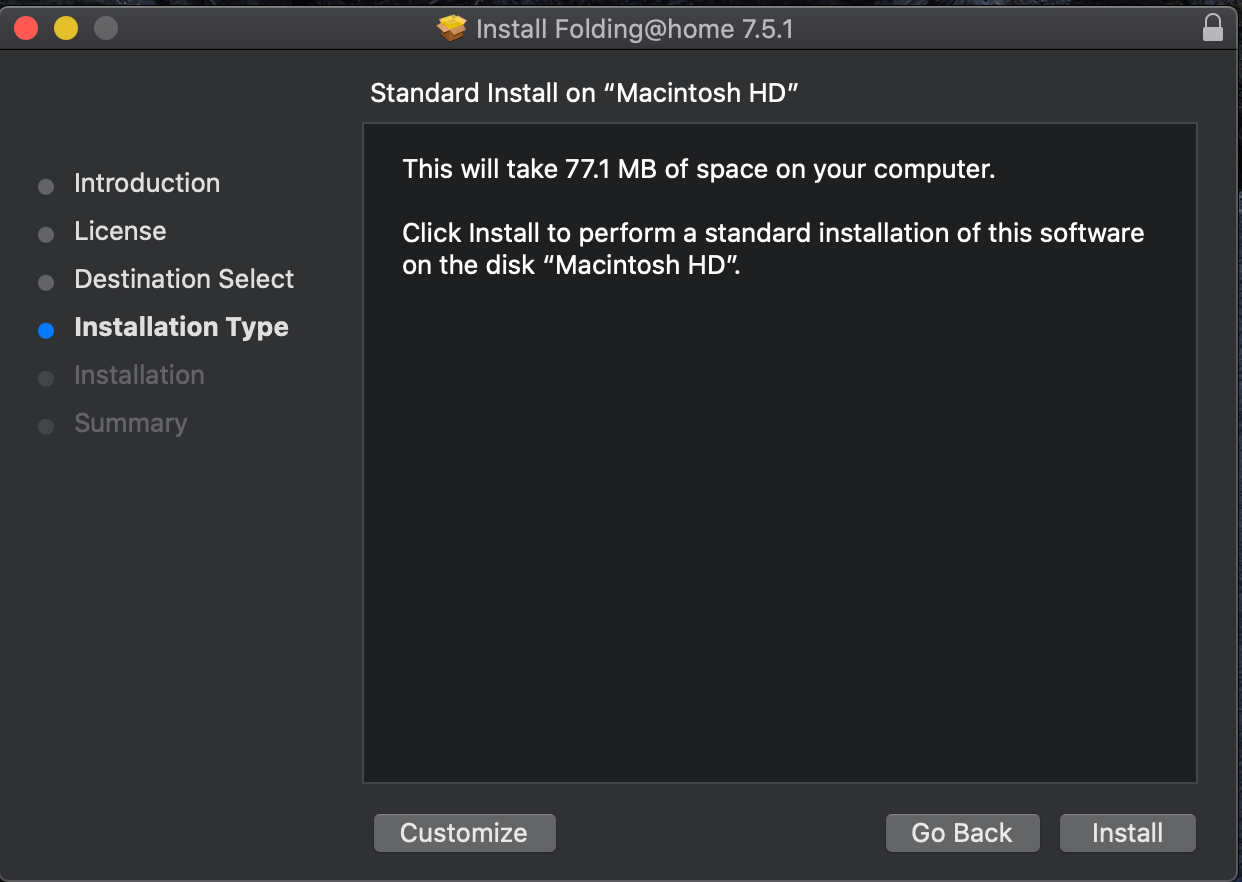 Install Folding@home 7.5.1
Standard Install on “Macintosh HD”
Introduction
License
Destination Select
Installation Type
Installation
Summary
This will take 77.1 MB of space on your computer.
Click Install to perform a standard installation of this software
on the disk “Macintosh HD”.
Customize
Go Back
Install